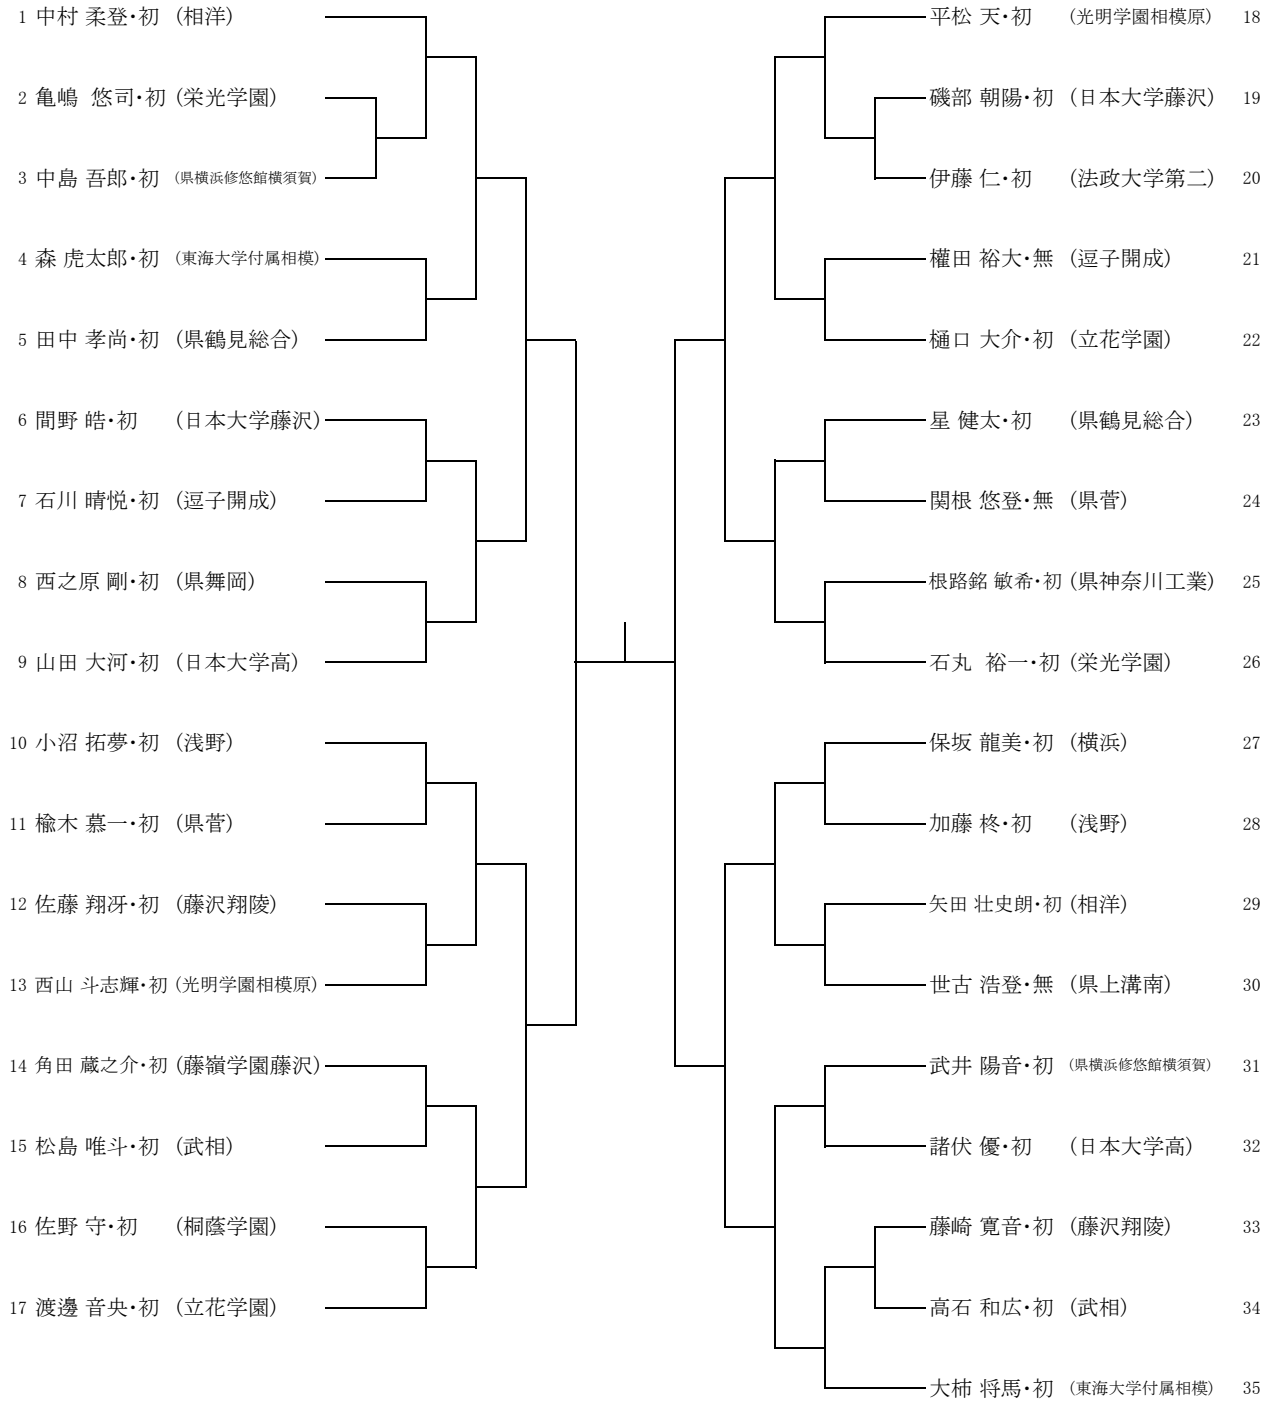 1 中村 柔登・初 (相洋)
2 亀嶋 悠司・初 (栄光学園)
3 中島 吾郎・初 (県横浜修悠館横須賀)
4 森 虎太郎・初 (東海大学付属相模)
5 田中 孝尚・初 (県鶴見総合)
6 間野 皓・初 (日本大学藤沢)
7 石川 晴悦・初 (逗子開成)
8 西之原 剛・初 (県舞岡)
9 山田 大河・初 (日本大学高)
10 小沼 拓夢・初 (浅野)
11 楡木 慕一・初 (県菅)
12 佐藤 翔冴・初 (藤沢翔陵)
13 西山 斗志輝・初 (光明学園相模原)
14 角田 蔵之介・初 (藤嶺学園藤沢)
15 松島 唯斗・初 (武相)
16 佐野 守・初 (桐蔭学園)
17 渡邊 音央・初 (立花学園)
平松 天・初 (光明学園相模原) 18
磯部 朝陽・初 (日本大学藤沢) 19
伊藤 仁・初 (法政大学第二) 20
権田 裕大・無 (逗子開成) 21
樋口 大介・初 (立花学園) 22
星 健太・初 (県鶴見総合) 23
関根 悠登・無 (県菅) 24
根路銘 敏希・初 (県神奈川工業) 25
石丸 裕一・初 (栄光学園) 26
保坂 龍美・初 (横浜) 27
加藤 柊・初 (浅野) 28
矢田 壮史朗・初 (相洋) 29
世古 浩登・無 (県上溝南) 30
武井 陽音・初 (県横浜修悠館横須賀) 31
諸伏 優・初 (日本大学高) 32
藤崎 寛音・初 (藤沢翔陵) 33
高石 和広・初 (武相) 34
大柿 将馬・初 (東海大学付属相模) 35